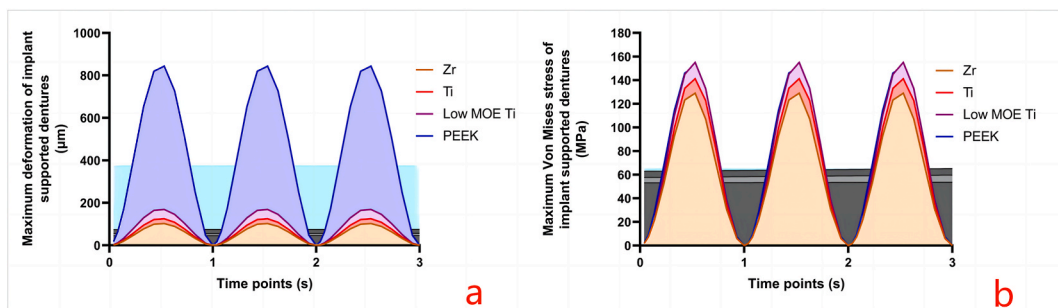 Maximum deformation of implant
supported dentures
(μm)
1000
800
600
400
200
0
0
1
2
3
Time points (s)
Zr
Ti
Low MOE Ti
PEEK
a
Maximum Von Mises stress of
implant supported dentures
(MPa)
180
160
140
120
100
80
60
40
20
0
0
1
2
3
Time points (s)
Zr
Ti
Low MOE Ti
PEEK
b